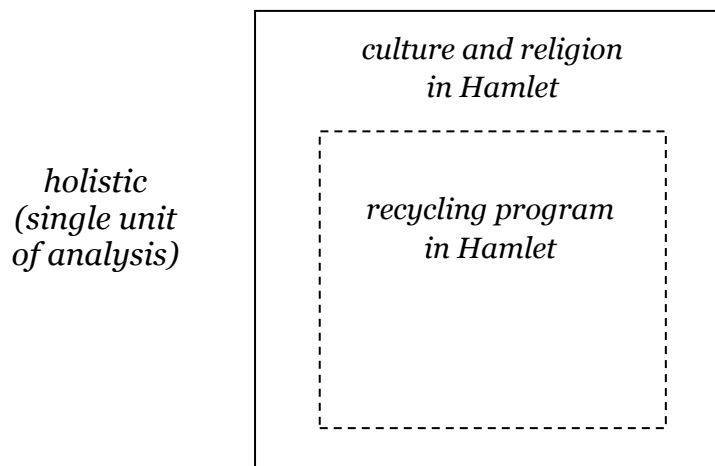 culture and religion
in Hamlet
holistic
(single unit
of analysis)
recycling program
in Hamlet